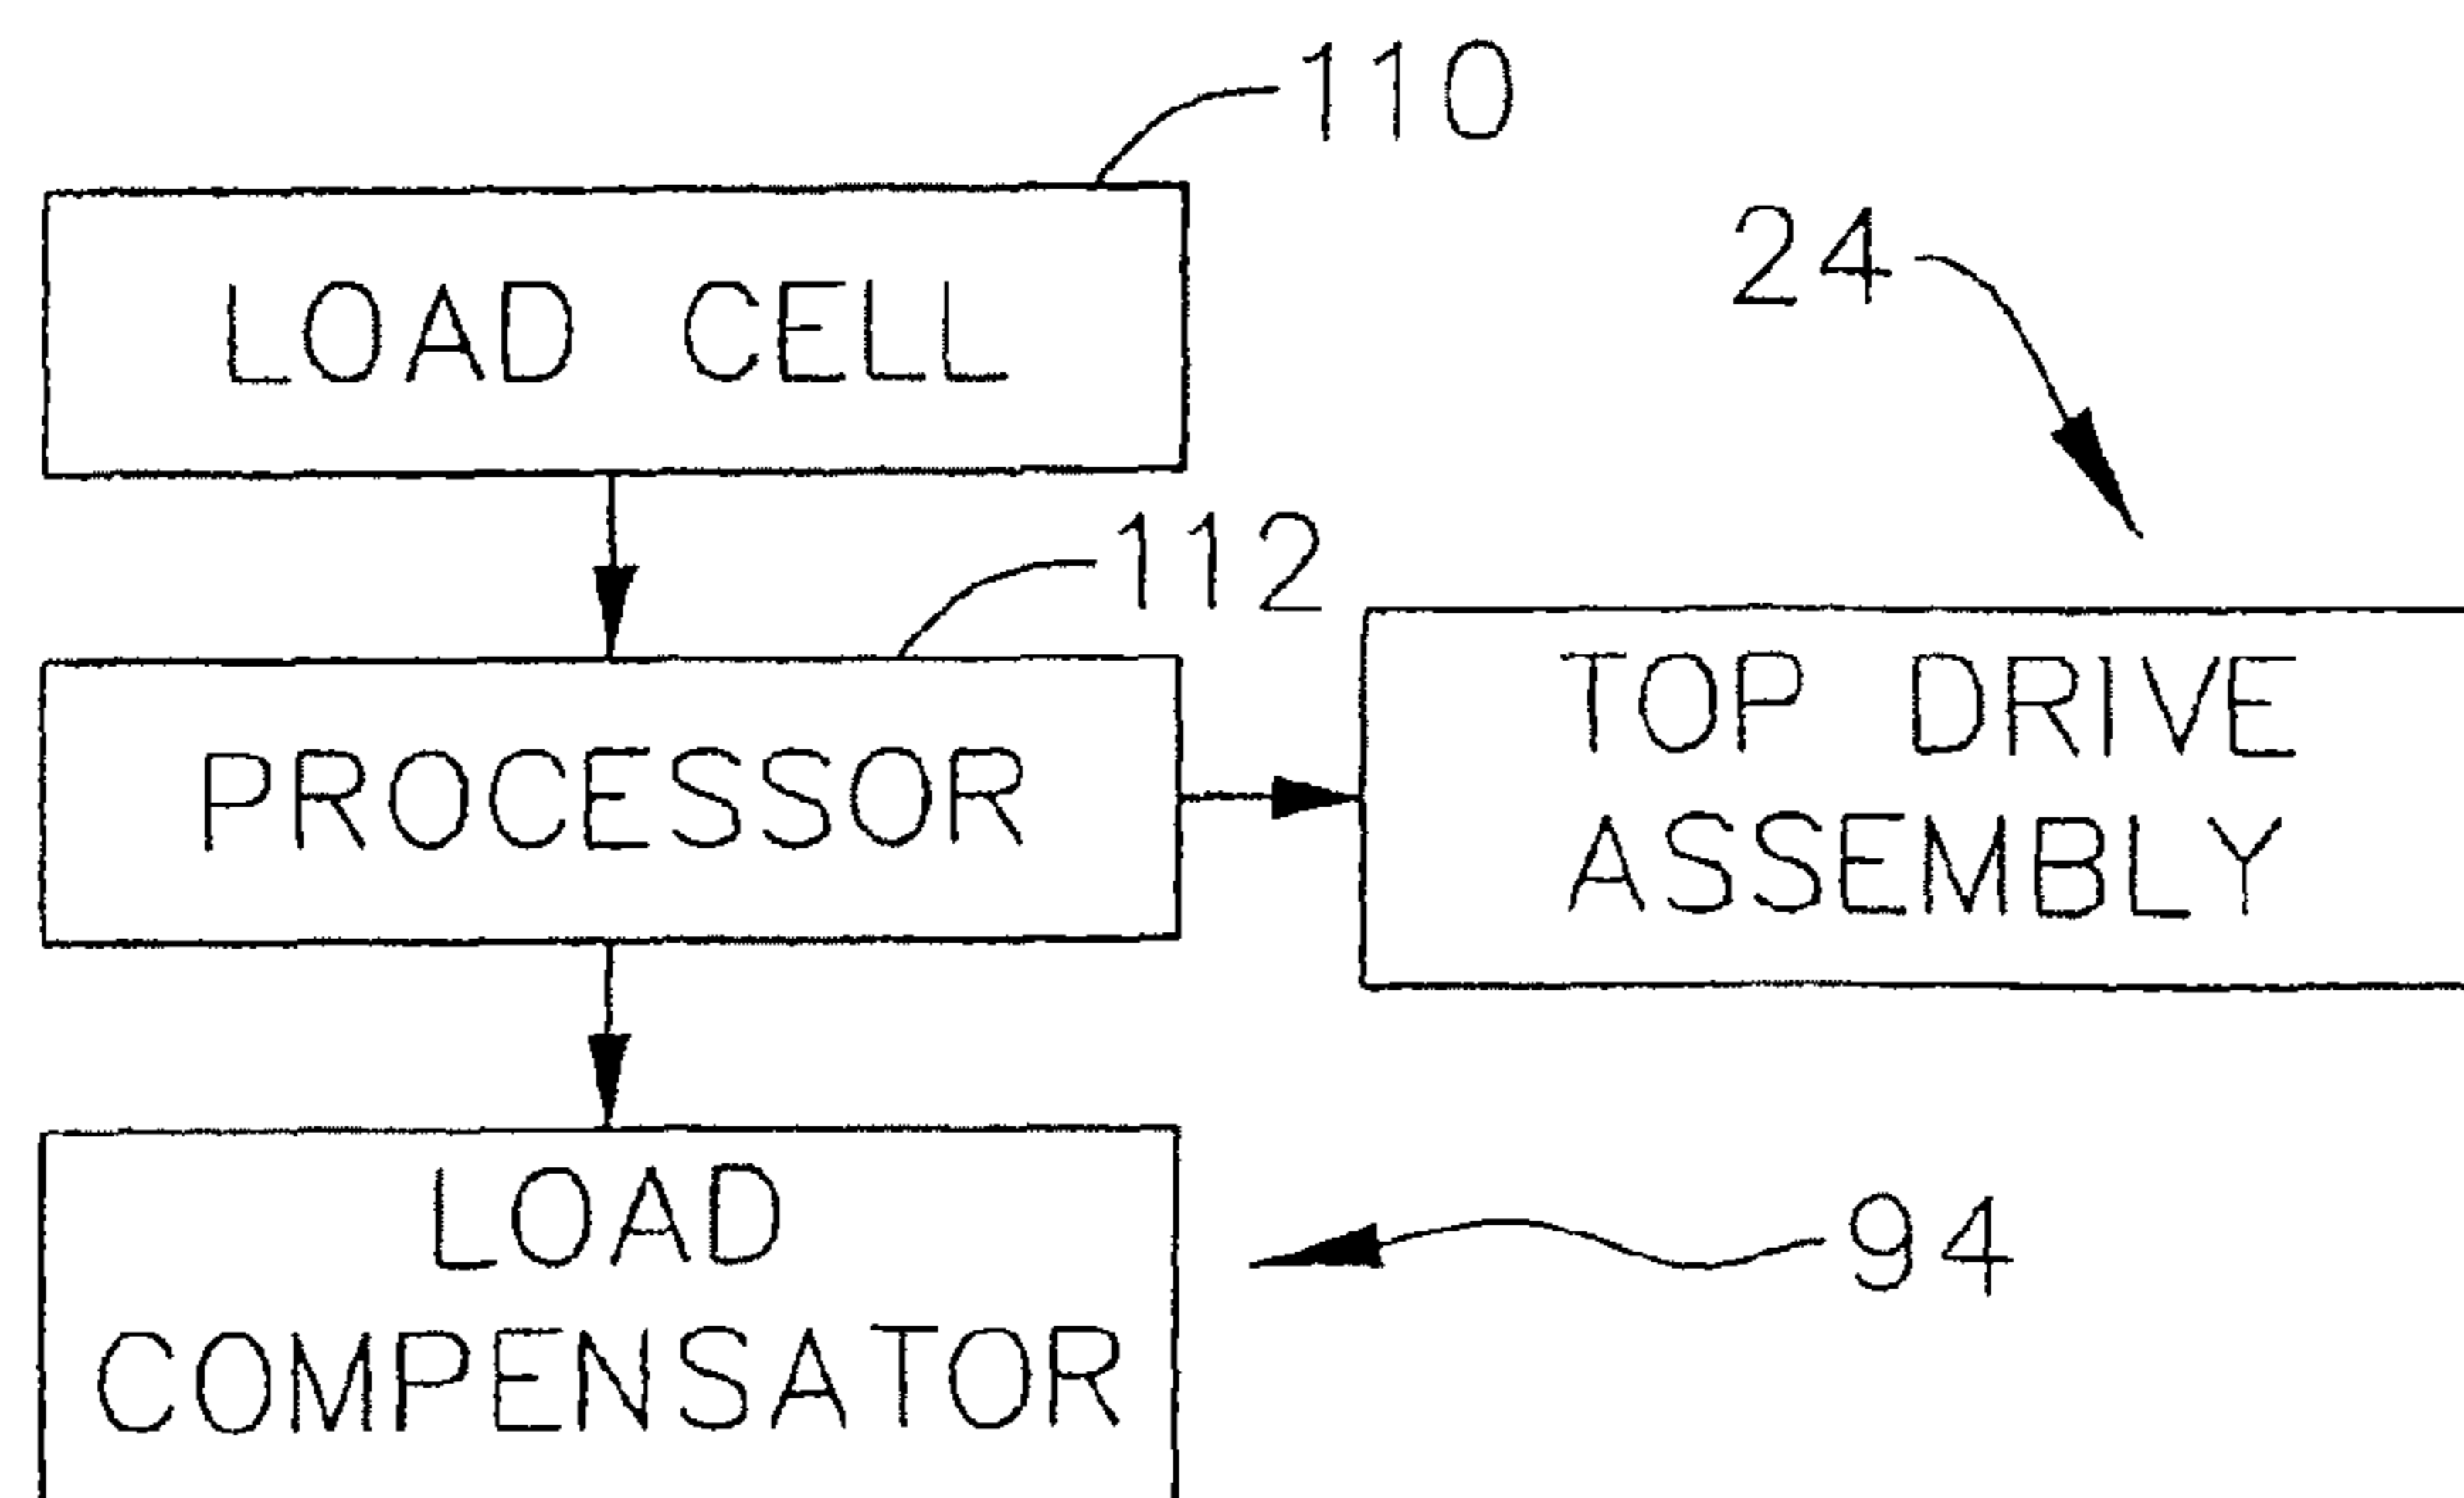 110
LOAD CELL
24
112
PROCESSOR
TOP DRIVE
ASSEMBLY
LOAD
COMPENSATOR
94